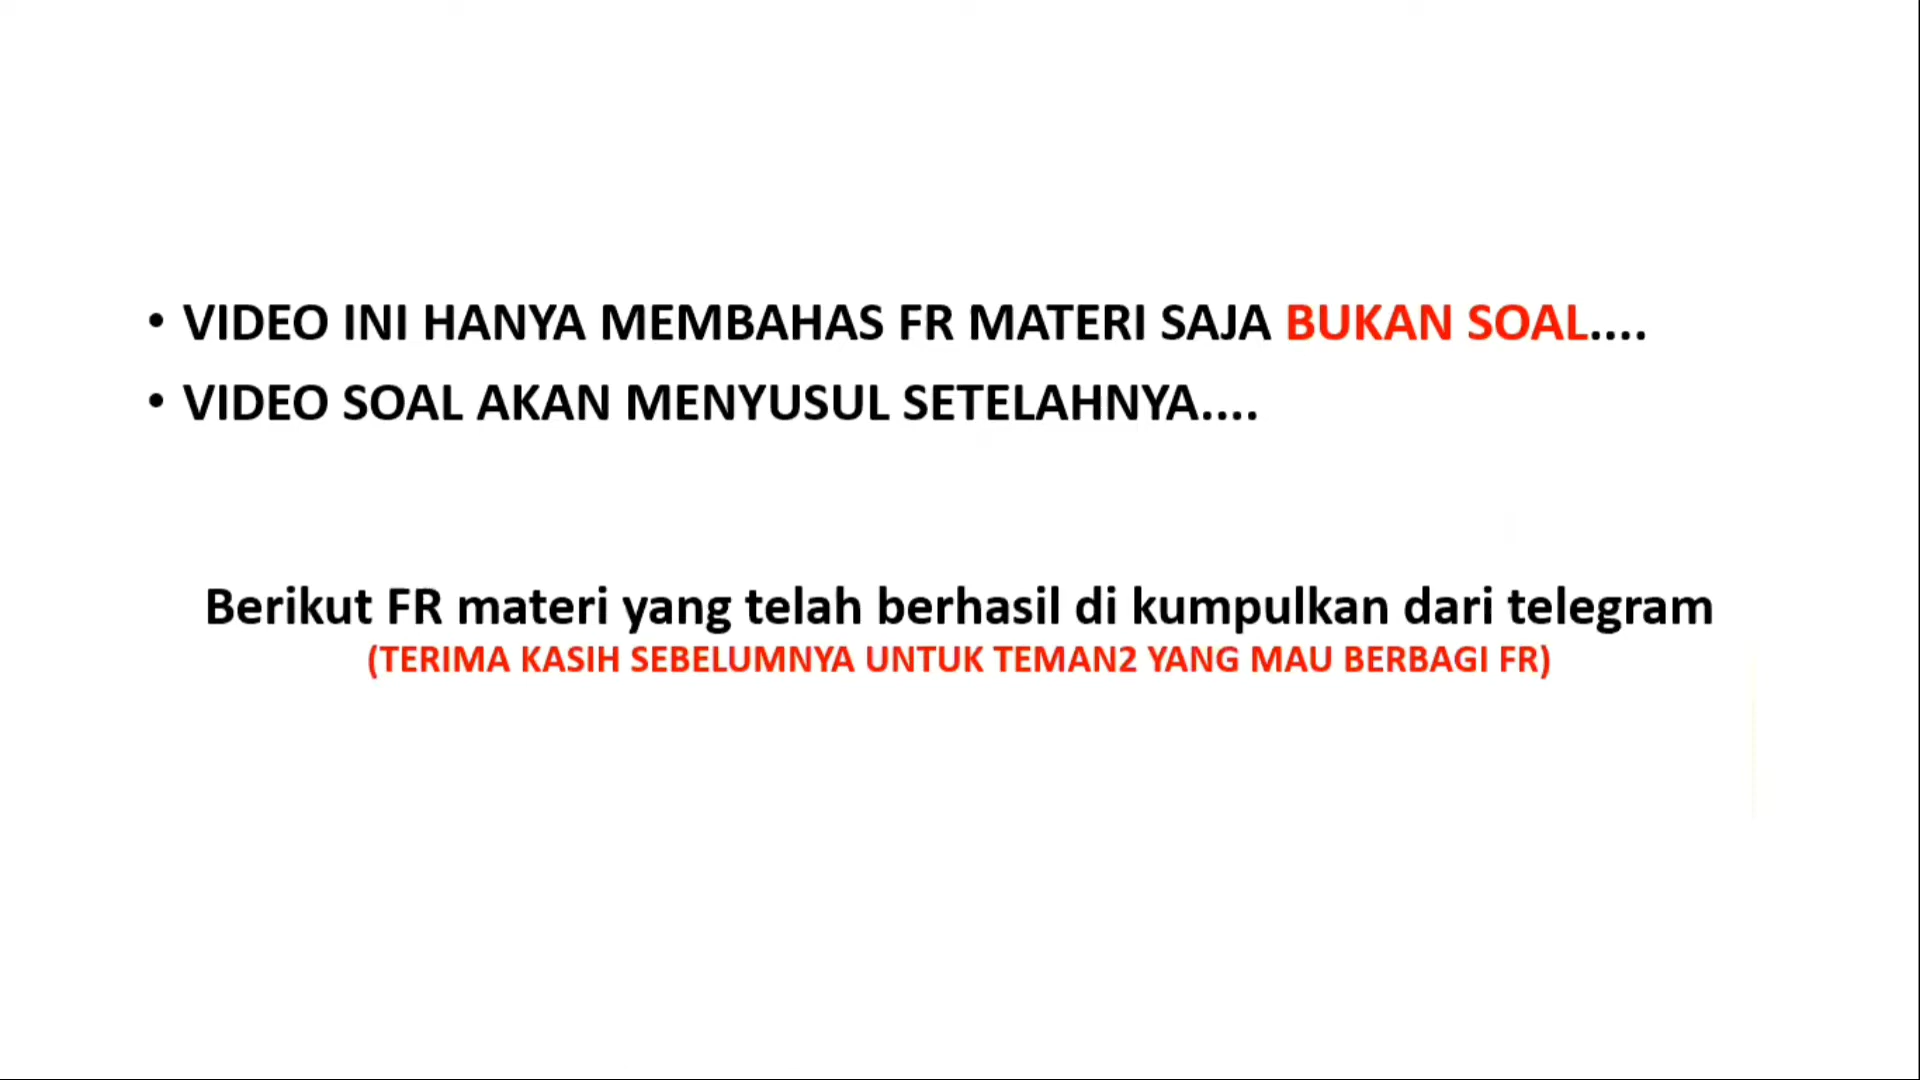 • VIDEO INI HANYA MEMBAHAS FR MATERI SAJA BUKAN SOAL....
• VIDEO SOAL AKAN MENYUSUL SETELAHNYA....
Berikut FR materi yang telah berhasil di kumpulkan dari telegram
(TERIMA KASIH SEBELUMNYA UNTUK TEMAN2 YANG MAU BERBAGI FR)